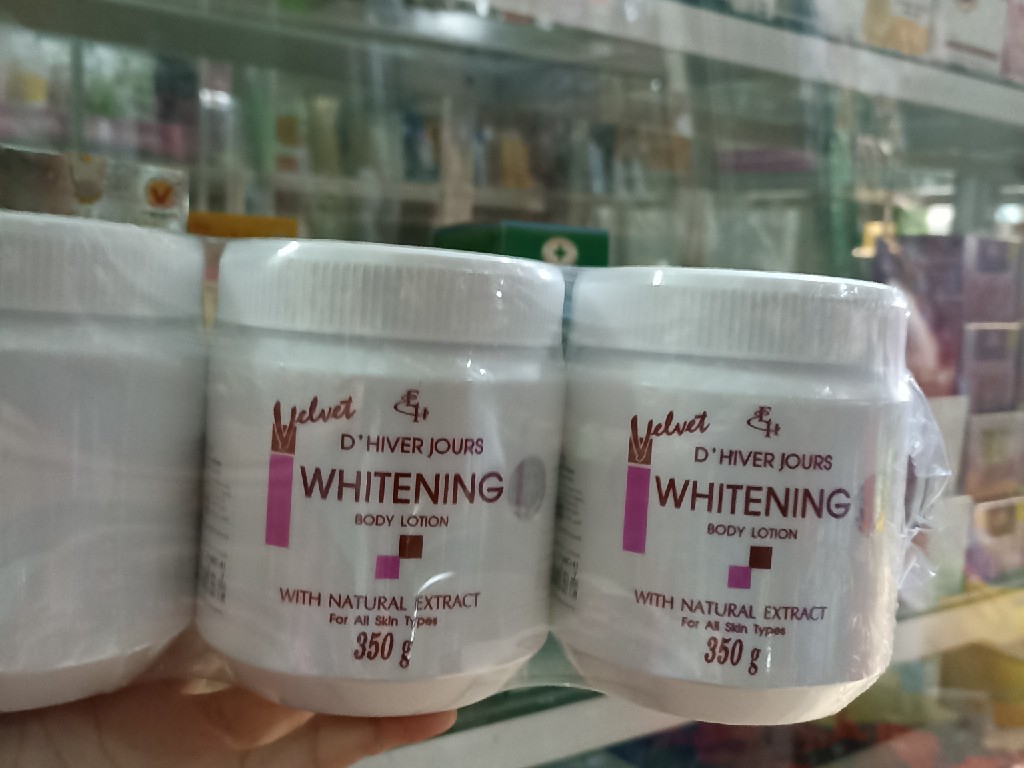 Velvet
D'HIVER JOURS
WHITENING
BODY LOTION
WITH NATURAL EXTRACT
For All Skin Types
350 g
Velvet
D'HIVER JOURS
WHITENING
BODY LOTION
WITH NATURAL EXTRACT
For All Skin Types
350 g